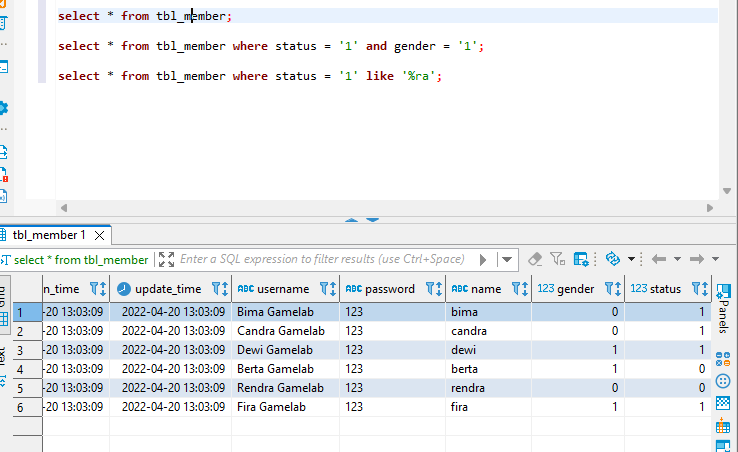 select * from tbl_member;
select * from tbl_member where status = '1' and gender = '1';
select * from tbl_member where status = '1' like '%ra';
tbl_member 1
select * from tbl_member Enter a SQL expression to filter results (use Ctrl+Space)
n_time update_time ABC username ABC password ABC name 123 gender 123 status
1 -20 13:03:09 2022-04-20 13:03:09 Bima Gamelab 123 bima 0 1
2 -20 13:03:09 2022-04-20 13:03:09 Candra Gamelab 123 candra 0 1
3 -20 13:03:09 2022-04-20 13:03:09 Dewi Gamelab 123 dewi 1 1
4 -20 13:03:09 2022-04-20 13:03:09 Berta Gamelab 123 berta 1 0
5 -20 13:03:09 2022-04-20 13:03:09 Rendra Gamelab 123 rendra 0 0
6 -20 13:03:09 2022-04-20 13:03:09 Fira Gamelab 123 fira 1 1
Panels